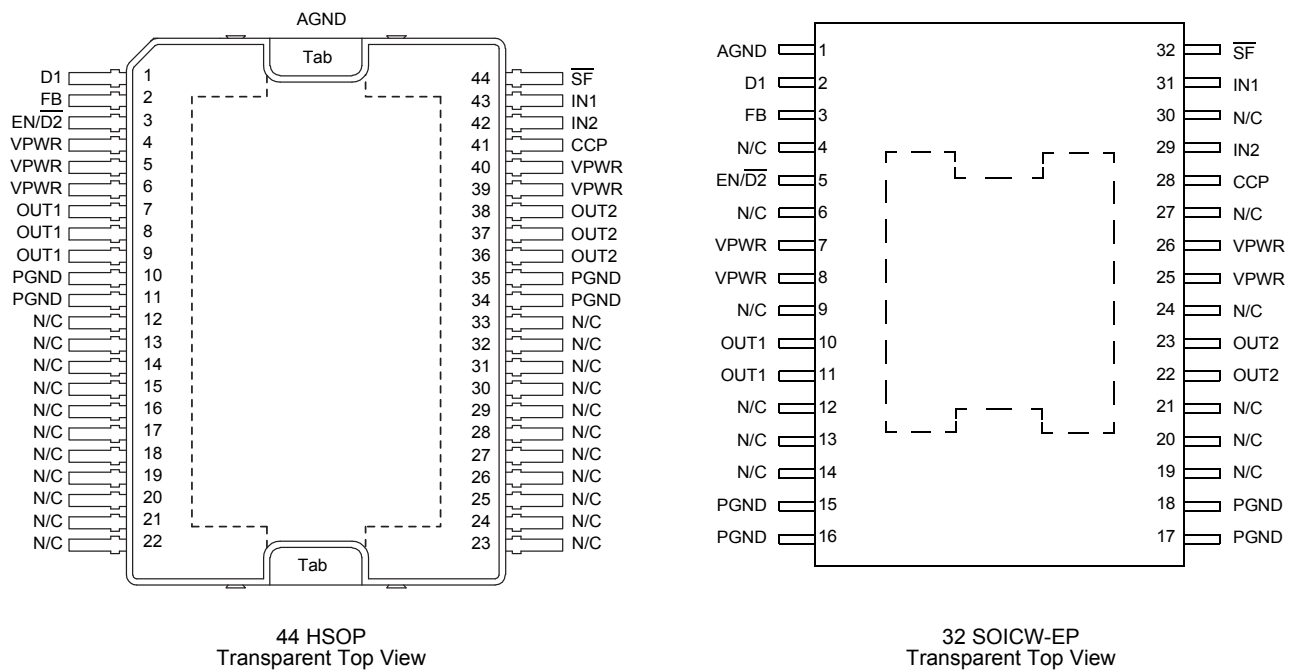 AGND
Tab
D1 1 44 S̅F̅
FB 2 43 IN1
EN/D̅2̅ 3 42 IN2
VPWR 4 41 CCP
VPWR 5 40 VPWR
VPWR 6 39 VPWR
OUT1 7 38 OUT2
OUT1 8 37 OUT2
OUT1 9 36 OUT2
PGND 10 35 PGND
PGND 11 34 PGND
N/C 12 33 N/C
N/C 13 32 N/C
N/C 14 31 N/C
N/C 15 30 N/C
N/C 16 29 N/C
N/C 17 28 N/C
N/C 18 27 N/C
N/C 19 26 N/C
N/C 20 25 N/C
N/C 21 24 N/C
N/C 22 23 N/C
Tab
44 HSOP
Transparent Top View
AGND 1 32 S̅F̅
D1 2 31 IN1
FB 3 30 N/C
N/C 4 29 IN2
EN/D̅2̅ 5 28 CCP
N/C 6 27 N/C
VPWR 7 26 VPWR
VPWR 8 25 VPWR
N/C 9 24 N/C
OUT1 10 23 OUT2
OUT1 11 22 OUT2
N/C 12 21 N/C
N/C 13 20 N/C
N/C 14 19 N/C
PGND 15 18 PGND
PGND 16 17 PGND
32 SOICW-EP
Transparent Top View